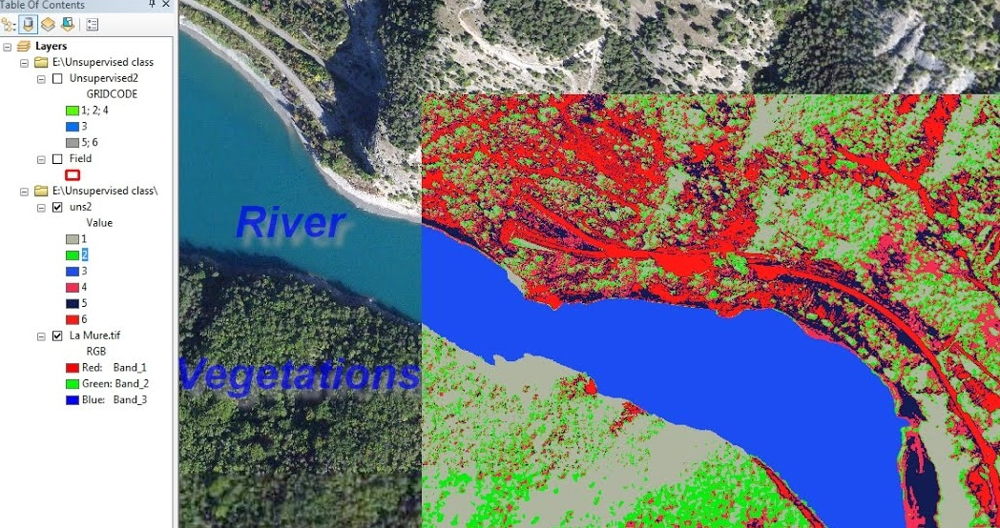 Table Of Contents
Layers
E:\Unsupervised class
Unsupervised2
GRIDCODE
1; 2; 4
3
5; 6
Field
E:\Unsupervised class\
uns2
Value
1
2
3
4
5
6
La Mure.tif
RGB
Red: Band_1
Green: Band_2
Blue: Band_3
River
Vegetations